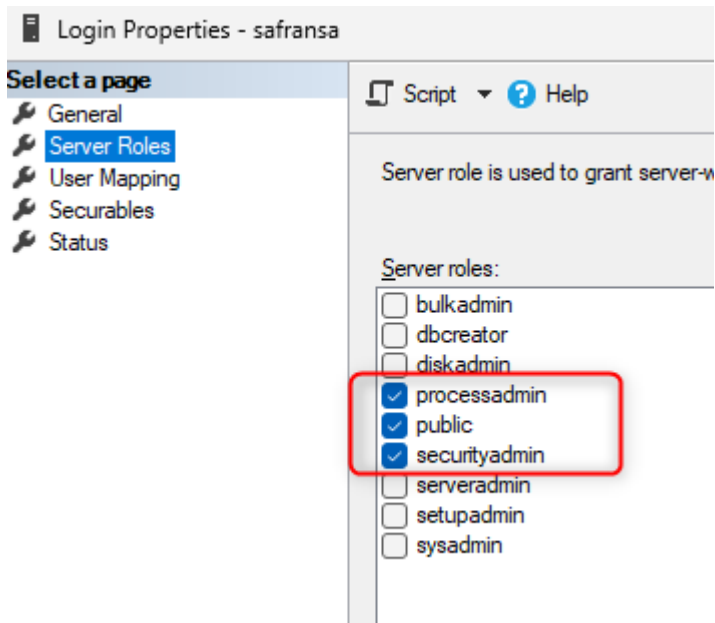 Login Properties - safransa
Select a page
General
Server Roles
User Mapping
Securables
Status
Script
Help
Server role is used to grant server-w
Server roles:
bulkadmin
dbcreator
diskadmin
processadmin
public
securityadmin
serveradmin
setupadmin
sysadmin